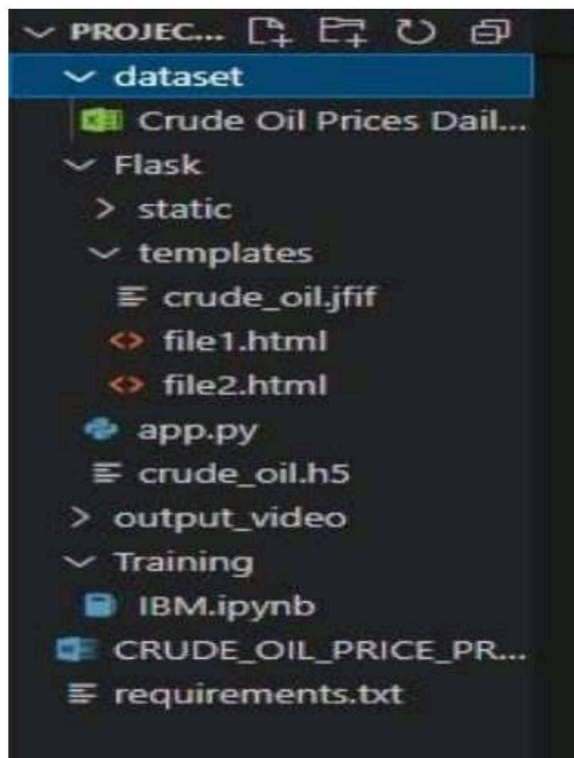 PROJEC...
dataset
Crude Oil Prices Dail...
Flask
static
templates
crude_oil.jfif
file1.html
file2.html
app.py
crude_oil.h5
output_video
Training
IBM.ipynb
CRUDE_OIL_PRICE_PR...
requirements.txt